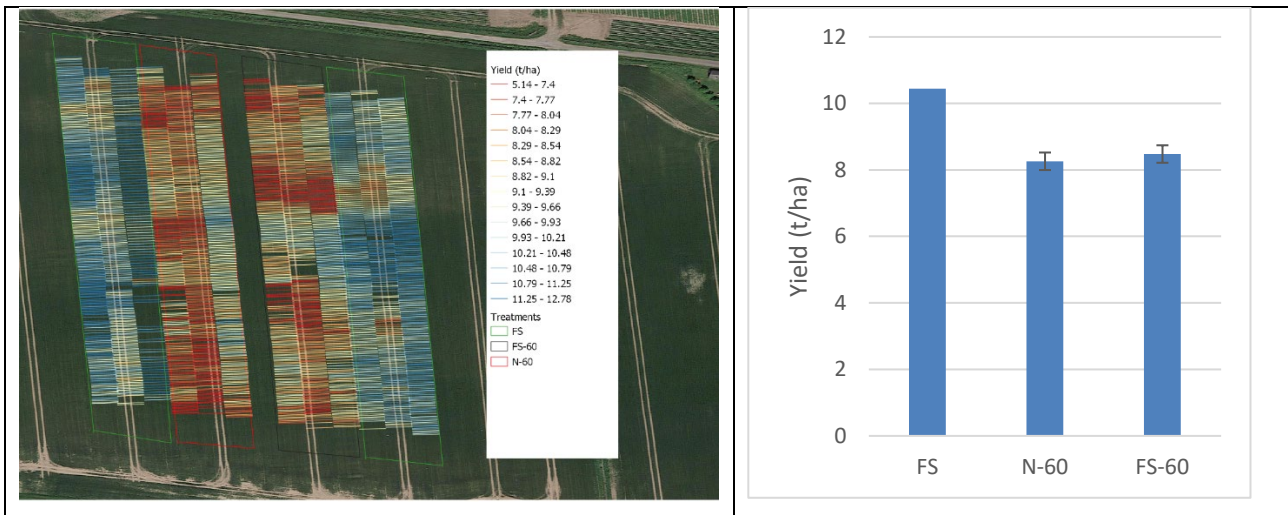 Yield (t/ha)
5.14 - 7.4
7.4 - 7.77
7.77 - 8.04
8.04 - 8.29
8.29 - 8.54
8.54 - 8.82
8.82 - 9.1
9.1 - 9.39
9.39 - 9.66
9.66 - 9.93
9.93 - 10.21
10.21 - 10.48
10.48 - 10.79
10.79 - 11.25
11.25 - 12.78
Treatments
FS
FS-60
N-60
Yield (t/ha)
12
10
8
6
4
2
0
FS N-60 FS-60